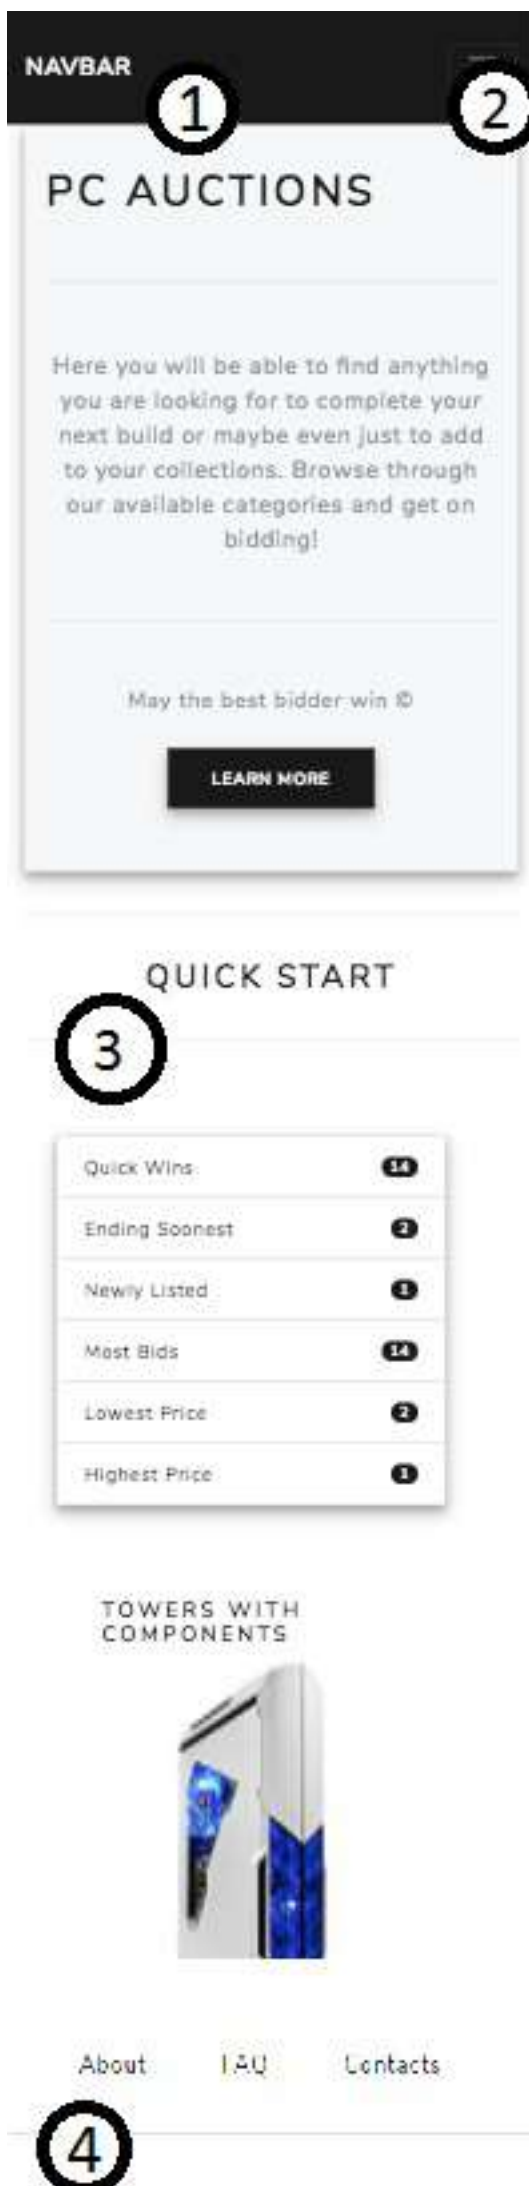 NAVBAR
1
2
PC AUCTIONS
Here you will be able to find anything
you are looking for to complete your
next build or maybe even just to add
to your collections. Browse through
our available categories and get on
bidding!
May the best bidder win ©
LEARN MORE
QUICK START
3
Quick Wins 14
Ending Soonest 2
Newly Listed 1
Most Bids 14
Lowest Price 2
Highest Price 1
TOWERS WITH
COMPONENTS
About FAQ Contacts
4